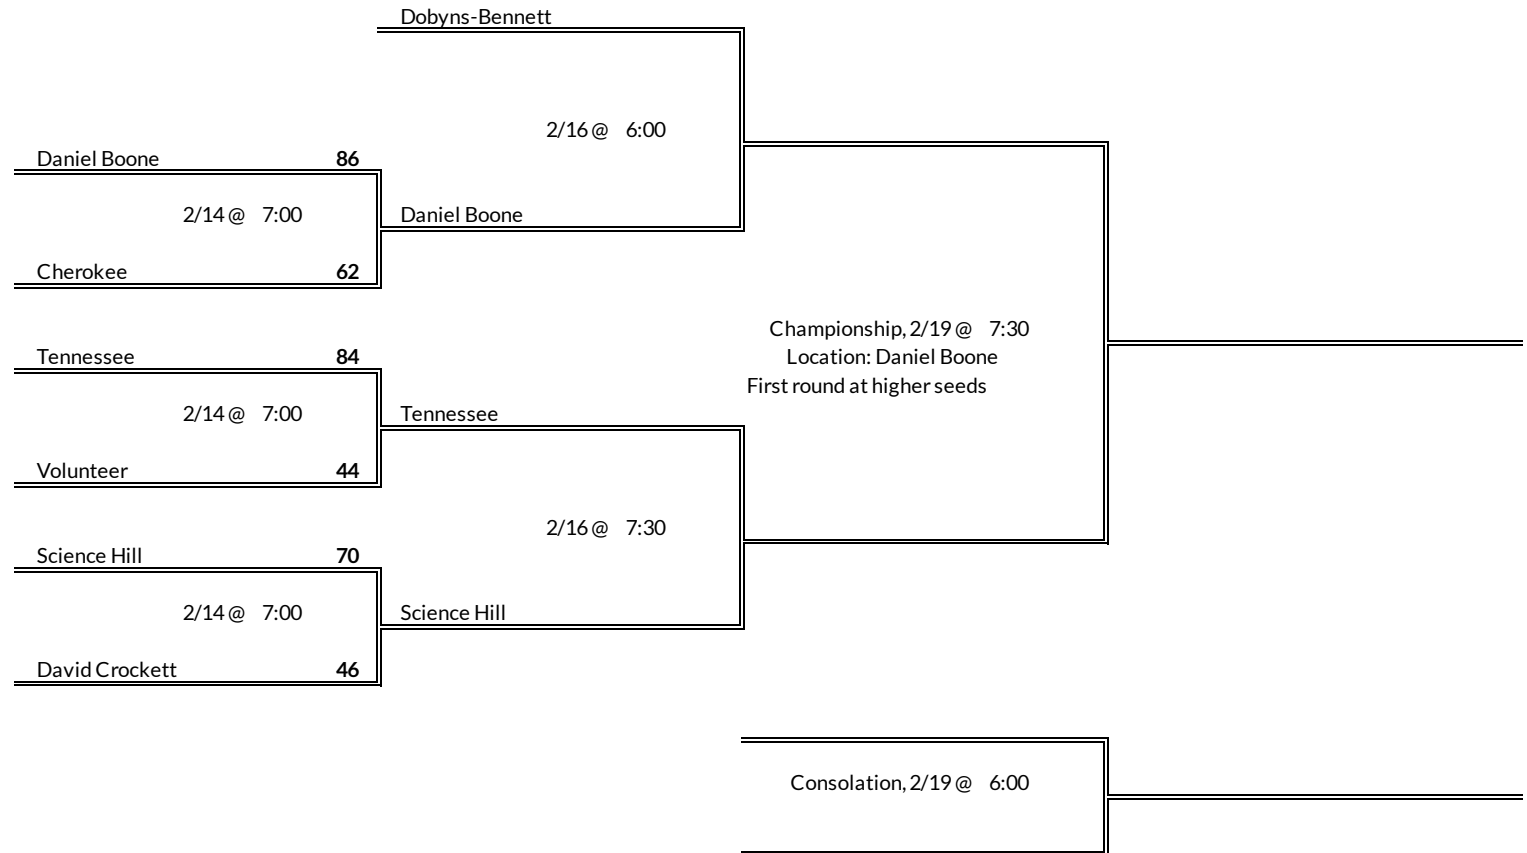 Dobyns-Bennett
2/16 @ 6:00
Daniel Boone 86
2/14 @ 7:00
Daniel Boone
Cherokee 62
Championship, 2/19 @ 7:30
Tennessee 84
Location: Daniel Boone
First round at higher seeds
2/14 @ 7:00
Tennessee
Volunteer 44
2/16 @ 7:30
Science Hill 70
2/14 @ 7:00
Science Hill
David Crockett 46
Consolation, 2/19 @ 6:00